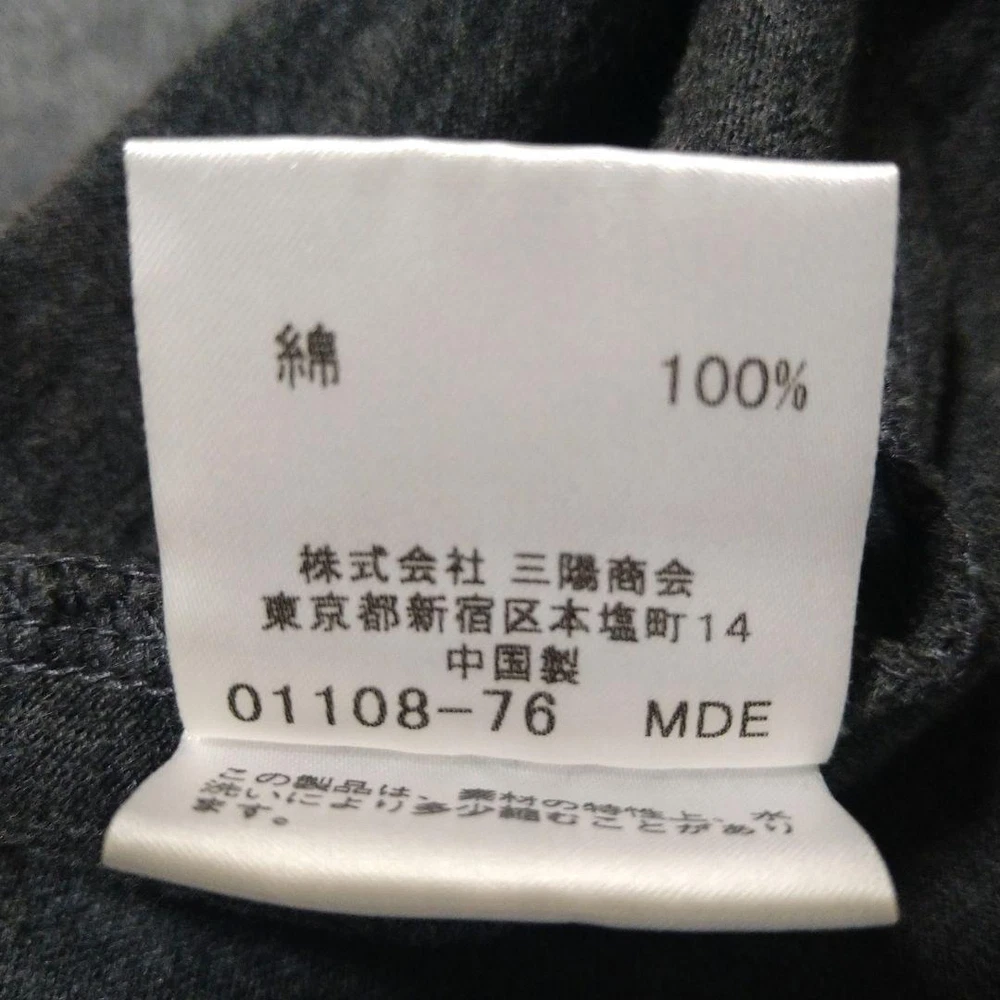 綿 100%
株式会社 三陽商会
東京都新宿区本塩町14
中国製
01108-76 MDE
この製品は、素材の特性上、水
洗いにより多少縮むことがあり
ます。